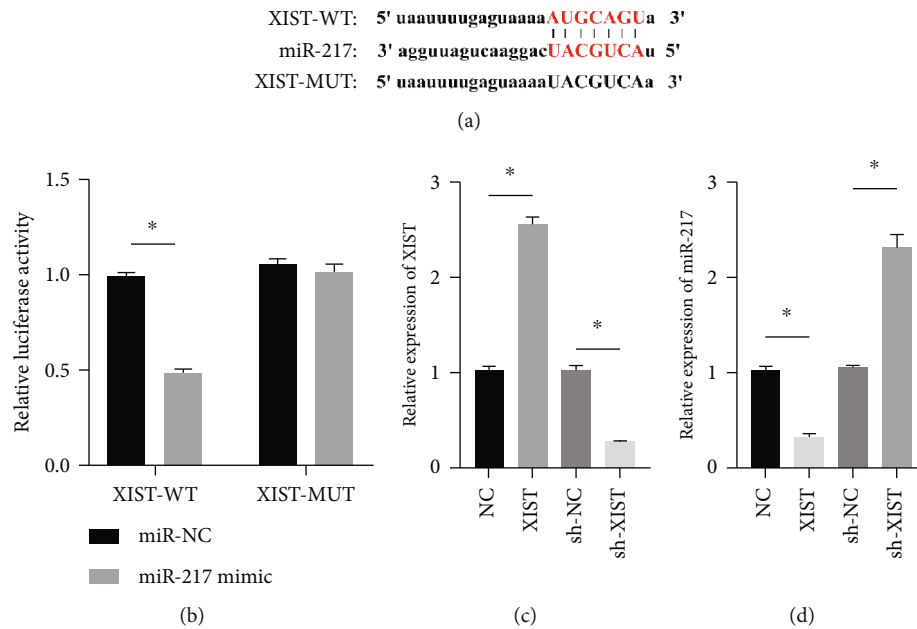 XIST-WT: 5' uaauuuugaguaaaaAUGCAGUa 3'
miR-217: 3' agguuagucaaggacUACGUCAu 5'
XIST-MUT: 5' uaauuuugaguaaaaUACGUCAa 3'
(a)
Relative luciferase activity
1.5
1.0
0.5
0.0
*
XIST-WT XIST-MUT
miR-NC
miR-217 mimic
(b)
Relative expression of XIST
3
2
1
0
*
*
NC XIST sh-NC sh-XIST
(c)
Relative expression of miR-217
3
2
1
0
*
*
NC XIST sh-NC sh-XIST
(d)